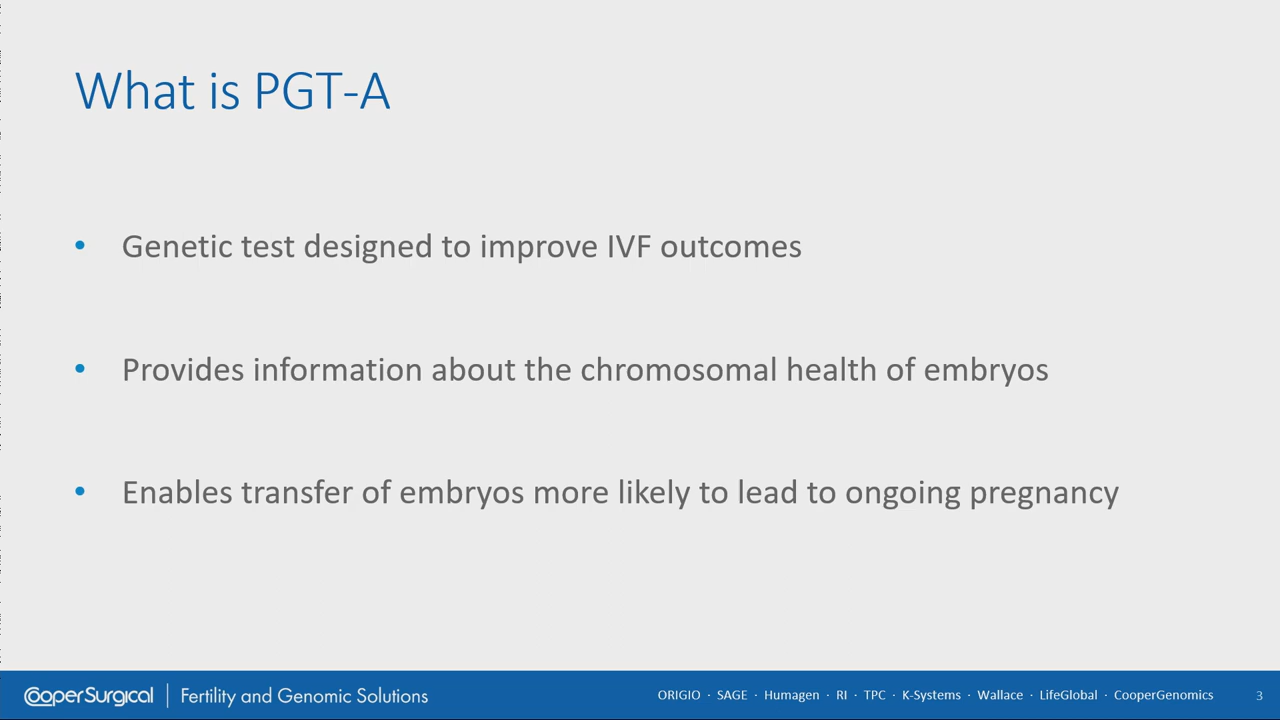 What is PGT-A
• Genetic test designed to improve IVF outcomes
• Provides information about the chromosomal health of embryos
• Enables transfer of embryos more likely to lead to ongoing pregnancy
CooperSurgical | Fertility and Genomic Solutions ORIGIO · SAGE · Humagen · RI · TPC · K-Systems · Wallace · LifeGlobal · CooperGenomics 3